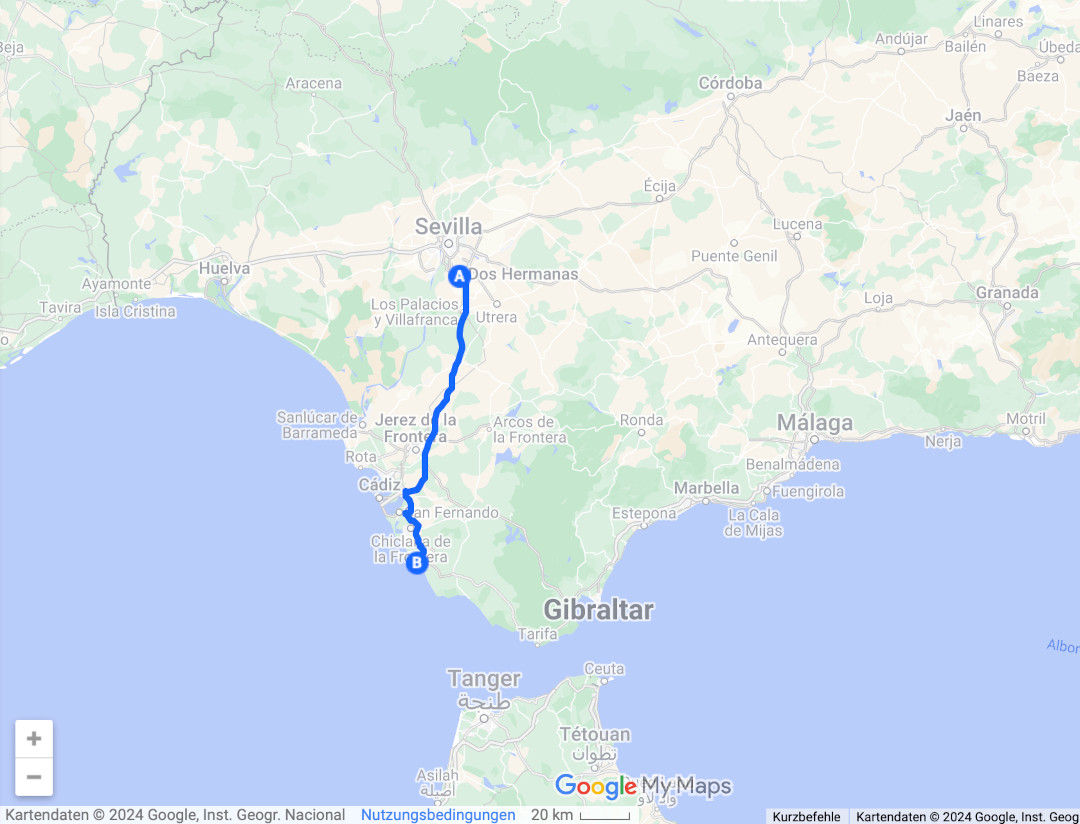 Linares
Andújar
Bailén
Úbeda
Beja
Baeza
Aracena
Córdoba
Jaén
Écija
Sevilla
Lucena
Puente Genil
Huelva
A
Dos Hermanas
Ayamonte
Tavira
Isla Cristina
Los Palacios
y Villafranca
Utrera
Loja
Granada
Antequera
Sanlúcar de
Barrameda
Jerez de la
Frontera
Arcos de
la Frontera
Ronda
Málaga
Motril
Nerja
Rota
Benalmádena
Cádiz
Marbella
Fuengirola
San Fernando
Estepona
La Cala
de Mijas
Chiclana de
la Frontera
B
Gibraltar
Tarifa
Albor
Ceuta
Tanger
طنجة
Tétouan
تطوان
Asilah
أصيلة
Google My Maps
+
−
Kartendaten © 2024 Google, Inst. Geogr. Nacional
Nutzungsbedingungen
20 km
Kurzbefehle
Kartendaten © 2024 Google, Inst. Geog